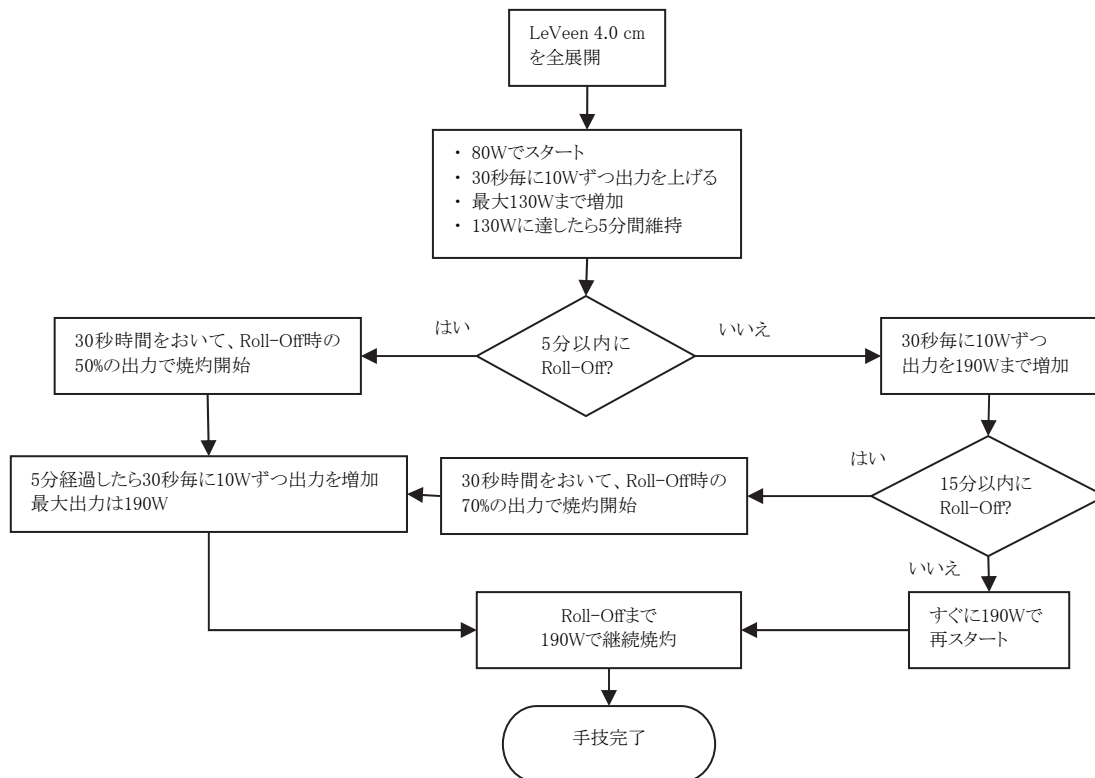 LeVeen 4.0 cm
を全展開
・ 80Wでスタート
・ 30秒毎に10Wずつ出力を上げる
・ 最大130Wまで増加
・ 130Wに達したら5分間維持
はい
いいえ
30秒時間をおいて、Roll-Off時の
50%の出力で焼灼開始
5分以内に
Roll-Off?
30秒毎に10Wずつ
出力を190Wまで増加
はい
5分経過したら30秒毎に10Wずつ出力を増加
最大出力は190W
30秒時間をおいて、Roll-Off時の
70%の出力で焼灼開始
15分以内に
Roll-Off?
いいえ
Roll-Offまで
190Wで継続焼灼
すぐに190Wで
再スタート
手技完了